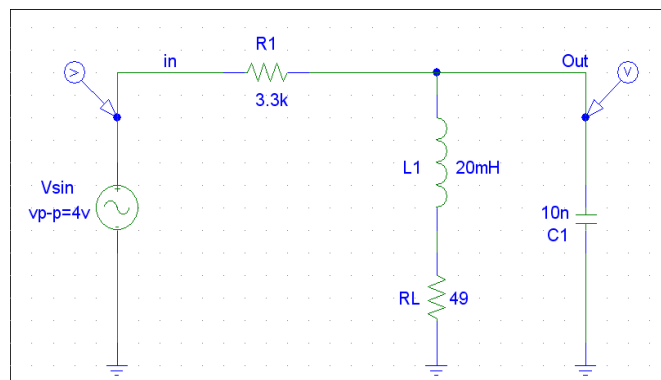 R1
in
Out
> V
3.3k
L1 20mH
Vsin
vp-p=4v
10n
C1
RL 49